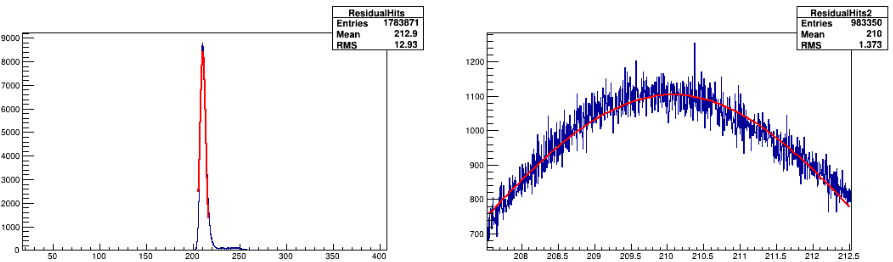 ResidualHits
Entries 1783871
Mean 212.9
RMS 12.93
9000
8000
7000
6000
5000
4000
3000
2000
1000
0
50 100 150 200 250 300 350 400
ResidualHits2
Entries 983350
Mean 210
RMS 1.373
1200
1100
1000
900
800
700
208 208.5 209 209.5 210 210.5 211 211.5 212 212.5